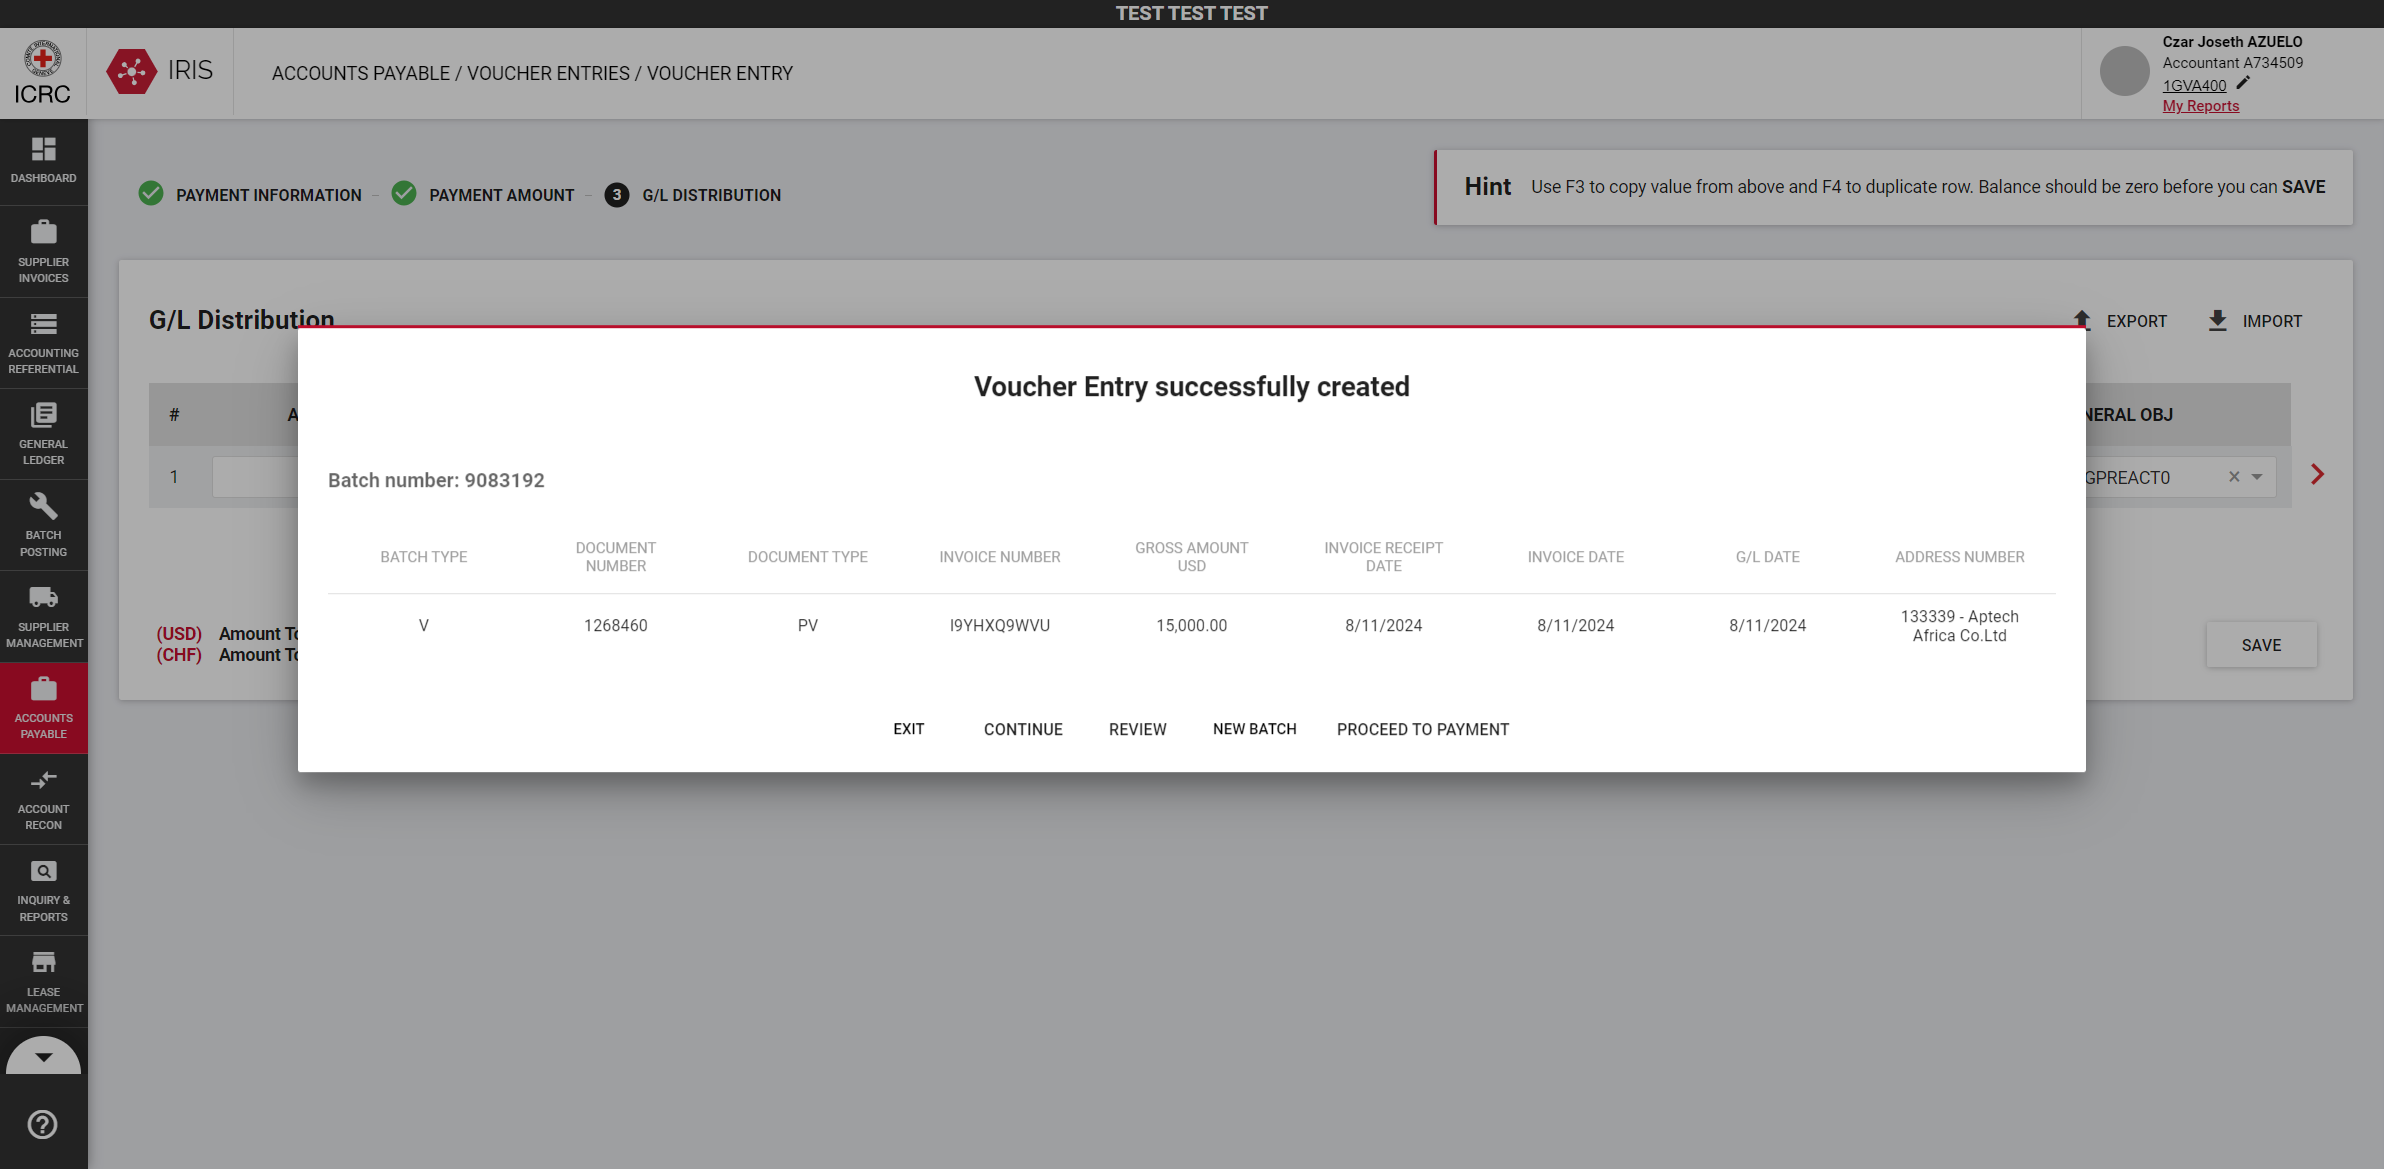 TEST TEST TEST
ICRC
IRIS
ACCOUNTS PAYABLE / VOUCHER ENTRIES / VOUCHER ENTRY
Czar Joseth AZUELO
Accountant A734509
1GVA400
My Reports
DASHBOARD
SUPPLIER
INVOICES
ACCOUNTING
REFERENTIAL
GENERAL
LEDGER
BATCH
POSTING
SUPPLIER
MANAGEMENT
ACCOUNTS
PAYABLE
ACCOUNT
RECON
INQUIRY &
REPORTS
LEASE
MANAGEMENT
PAYMENT INFORMATION – PAYMENT AMOUNT – 3 G/L DISTRIBUTION
Hint Use F3 to copy value from above and F4 to duplicate row. Balance should be zero before you can SAVE
G/L Distribution
EXPORT IMPORT
# A
NERAL OBJ
1
GPREACT0
(USD) Amount To
(CHF) Amount To
SAVE
Voucher Entry successfully created
Batch number: 9083192
BATCH TYPE
DOCUMENT
NUMBER
DOCUMENT TYPE
INVOICE NUMBER
GROSS AMOUNT
USD
INVOICE RECEIPT
DATE
INVOICE DATE
G/L DATE
ADDRESS NUMBER
V
1268460
PV
I9YHXQ9WVU
15,000.00
8/11/2024
8/11/2024
8/11/2024
133339 - Aptech
Africa Co.Ltd
EXIT CONTINUE REVIEW NEW BATCH PROCEED TO PAYMENT